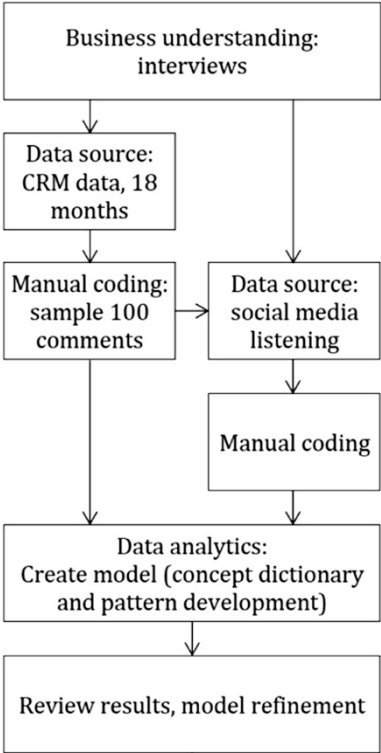 Business understanding:
interviews
Data source:
CRM data, 18
months
Manual coding:
sample 100
comments
Data source:
social media
listening
Manual coding
Data analytics:
Create model (concept dictionary
and pattern development)
Review results, model refinement